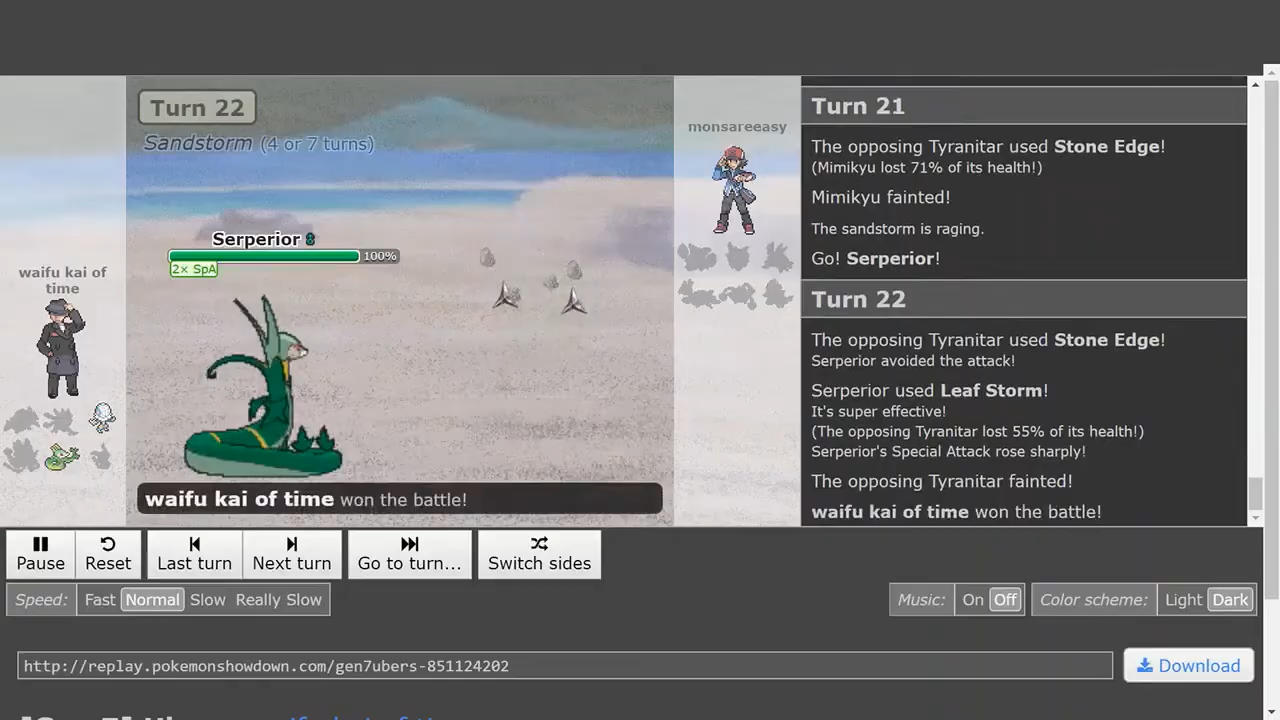 Turn 22
Sandstorm (4 or 7 turns)
Serperior
100%
2× SpA
waifu kai of time
waifu kai of time won the battle!
monsareeasy
Turn 21
The opposing Tyranitar used Stone Edge!
(Mimikyu lost 71% of its health!)
Mimikyu fainted!
The sandstorm is raging.
Go! Serperior!
Turn 22
The opposing Tyranitar used Stone Edge!
Serperior avoided the attack!
Serperior used Leaf Storm!
It's super effective!
(The opposing Tyranitar lost 55% of its health!)
Serperior's Special Attack rose sharply!
The opposing Tyranitar fainted!
waifu kai of time won the battle!
Pause Reset Last turn Next turn Go to turn... Switch sides
Speed: Fast Normal Slow Really Slow Music: On Off Color scheme: Light Dark
http://replay.pokemonshowdown.com/gen7ubers-851124202
Download